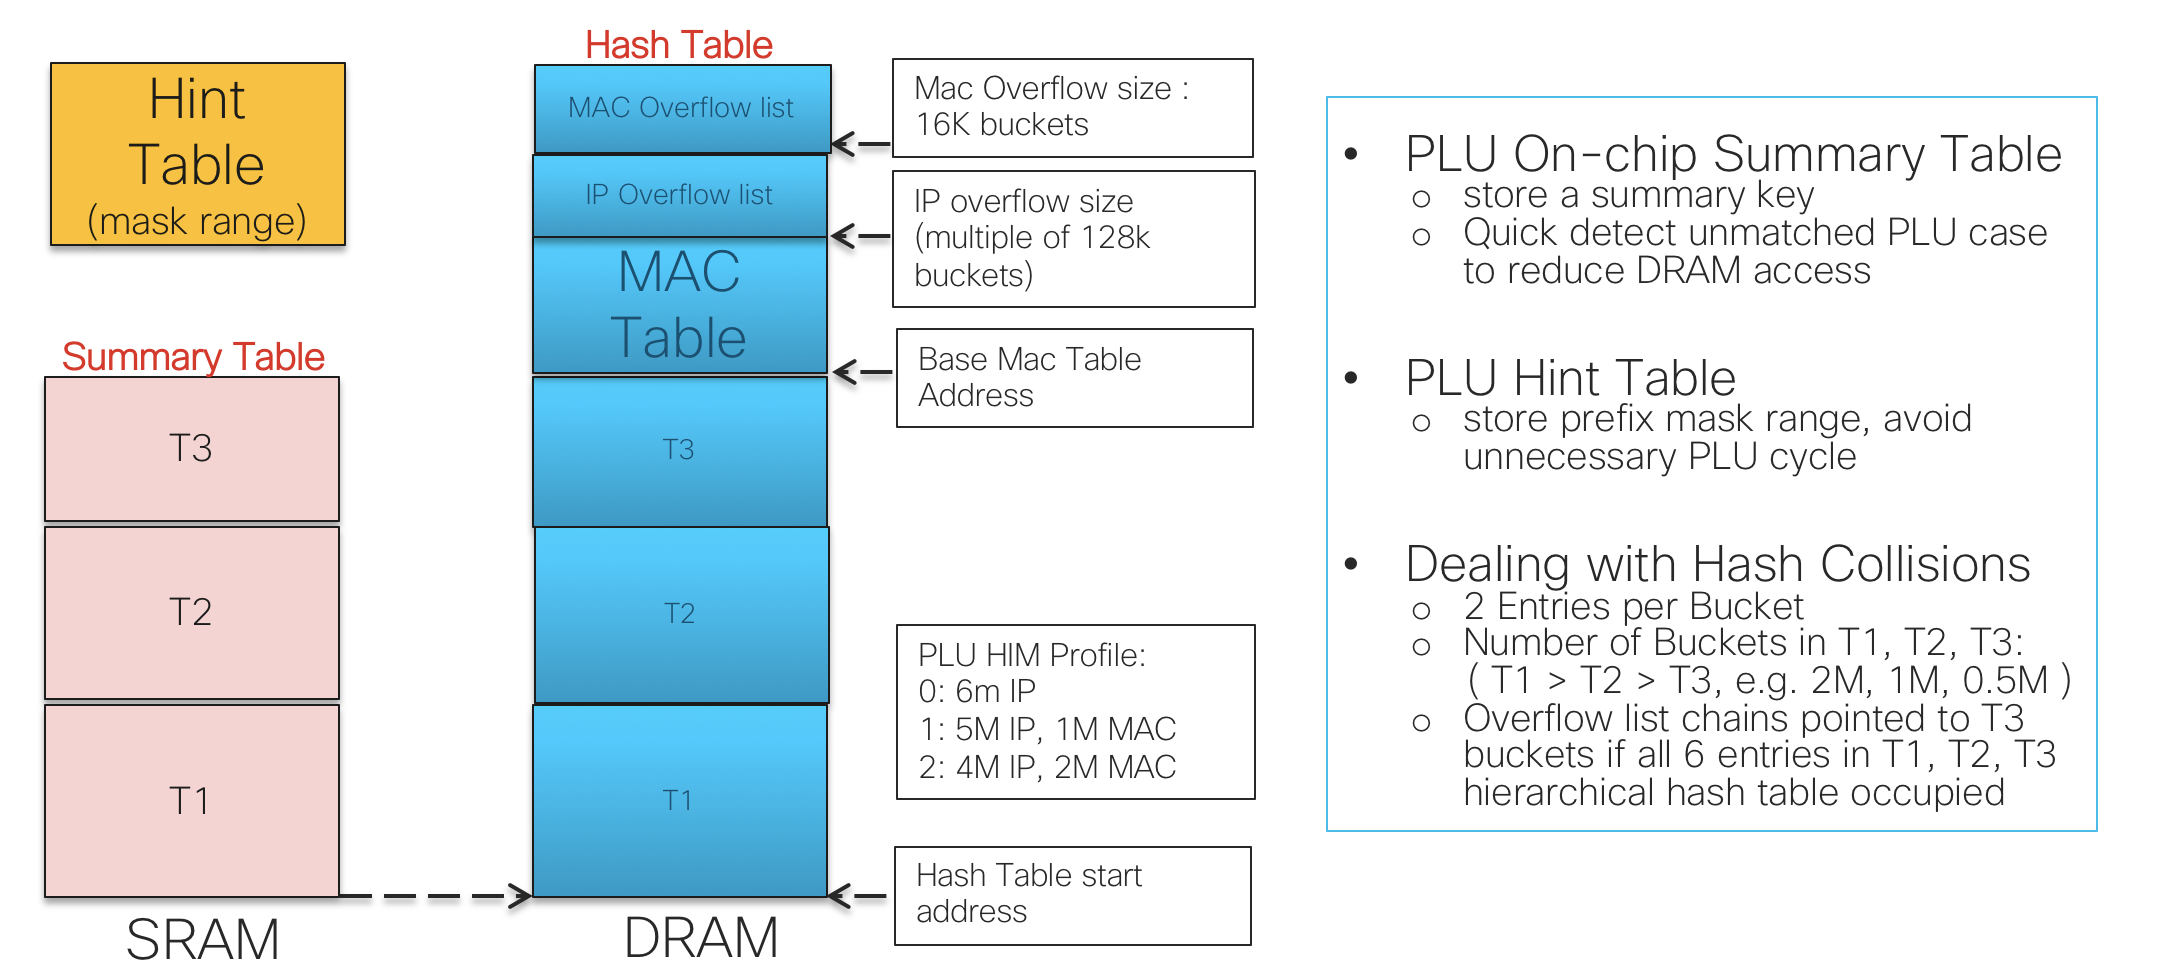 Hint
Table
(mask range)
Summary Table
T3
T2
T1
SRAM
Hash Table
MAC Overflow list
IP Overflow list
MAC
Table
T3
T2
T1
DRAM
Mac Overflow size :
16K buckets
IP overflow size
(multiple of 128k
buckets)
Base Mac Table
Address
PLU HIM Profile:
0: 6m IP
1: 5M IP, 1M MAC
2: 4M IP, 2M MAC
Hash Table start
address
• PLU On-chip Summary Table
o store a summary key
o Quick detect unmatched PLU case
to reduce DRAM access
• PLU Hint Table
o store prefix mask range, avoid
unnecessary PLU cycle
• Dealing with Hash Collisions
o 2 Entries per Bucket
o Number of Buckets in T1, T2, T3:
( T1 > T2 > T3, e.g. 2M, 1M, 0.5M )
o Overflow list chains pointed to T3
buckets if all 6 entries in T1, T2, T3
hierarchical hash table occupied